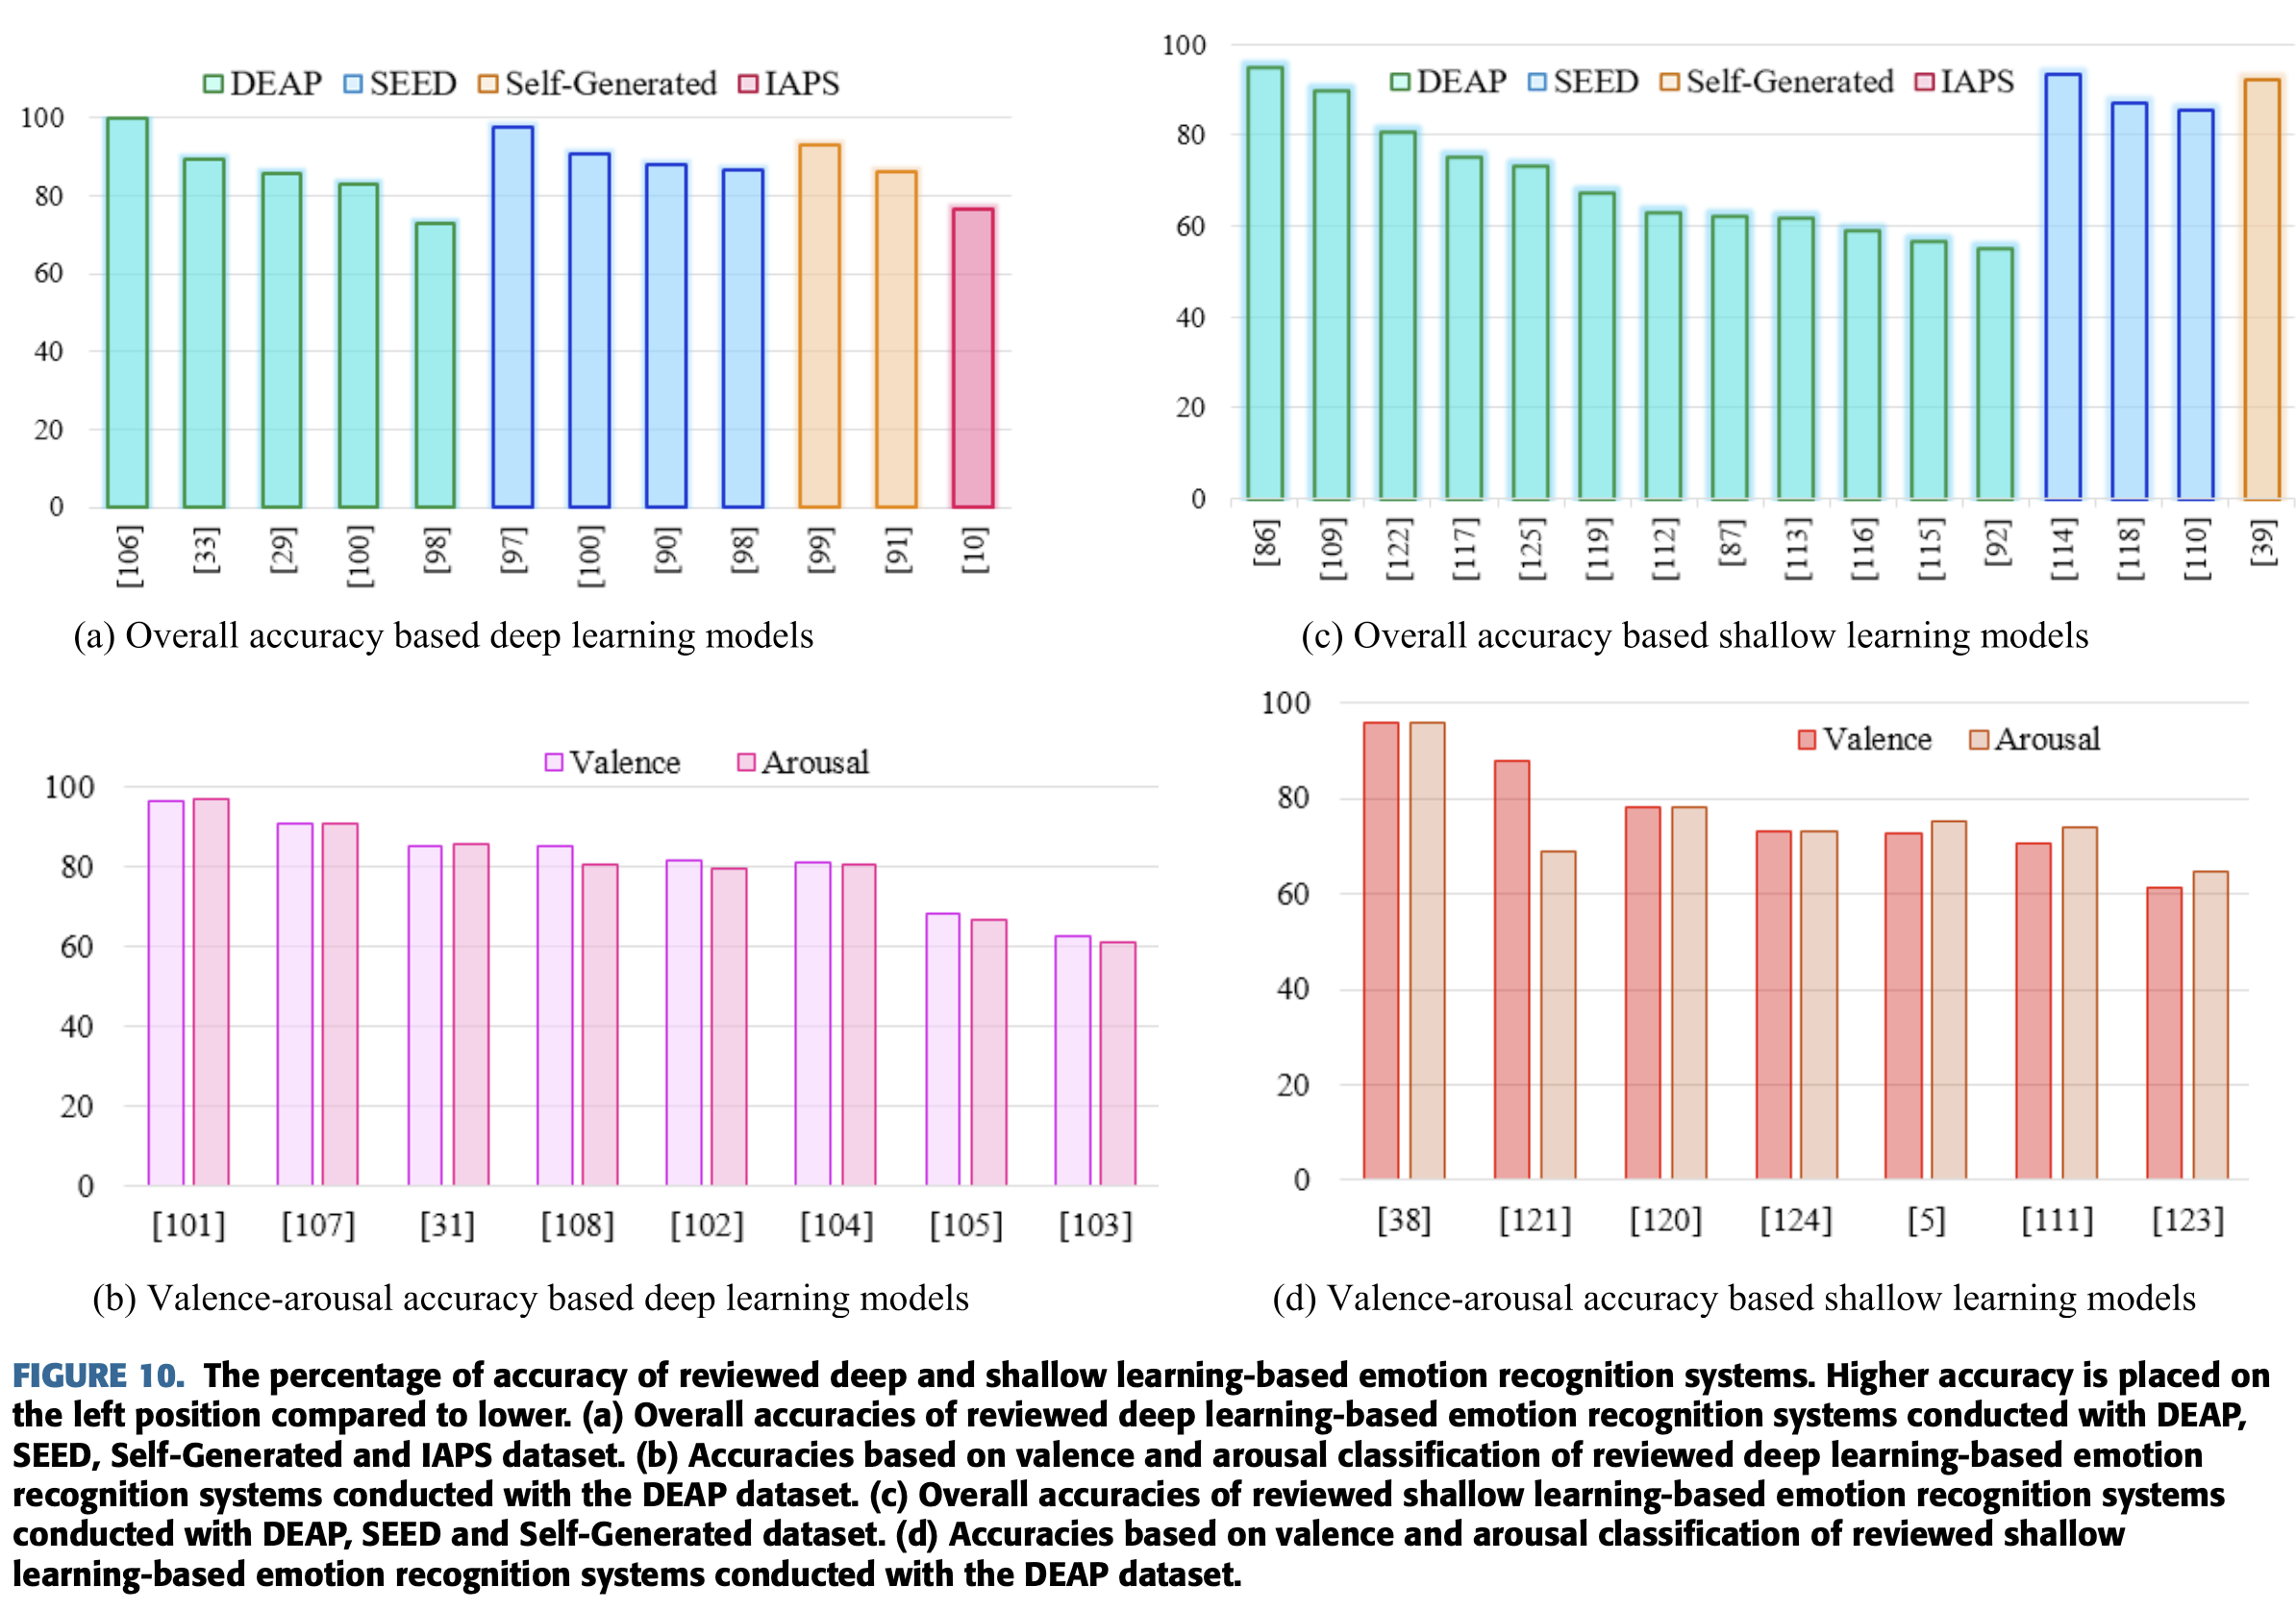 DEAP SEED Self-Generated IAPS
100
80
60
40
20
0
[106] [33] [29] [100] [98] [97] [100] [90] [98] [99] [91] [10]
(a) Overall accuracy based deep learning models
100
80
60
40
20
0
DEAP SEED Self-Generated IAPS
[86] [109] [122] [117] [125] [119] [112] [87] [113] [116] [115] [92] [114] [118] [110] [39]
(c) Overall accuracy based shallow learning models
Valence Arousal
100
80
60
40
20
0
[101] [107] [31] [108] [102] [104] [105] [103]
(b) Valence-arousal accuracy based deep learning models
100
80
60
40
20
0
Valence Arousal
[38] [121] [120] [124] [5] [111] [123]
(d) Valence-arousal accuracy based shallow learning models
FIGURE 10. The percentage of accuracy of reviewed deep and shallow learning-based emotion recognition systems. Higher accuracy is placed on
the left position compared to lower. (a) Overall accuracies of reviewed deep learning-based emotion recognition systems conducted with DEAP,
SEED, Self-Generated and IAPS dataset. (b) Accuracies based on valence and arousal classification of reviewed deep learning-based emotion
recognition systems conducted with the DEAP dataset. (c) Overall accuracies of reviewed shallow learning-based emotion recognition systems
conducted with DEAP, SEED and Self-Generated dataset. (d) Accuracies based on valence and arousal classification of reviewed shallow
learning-based emotion recognition systems conducted with the DEAP dataset.